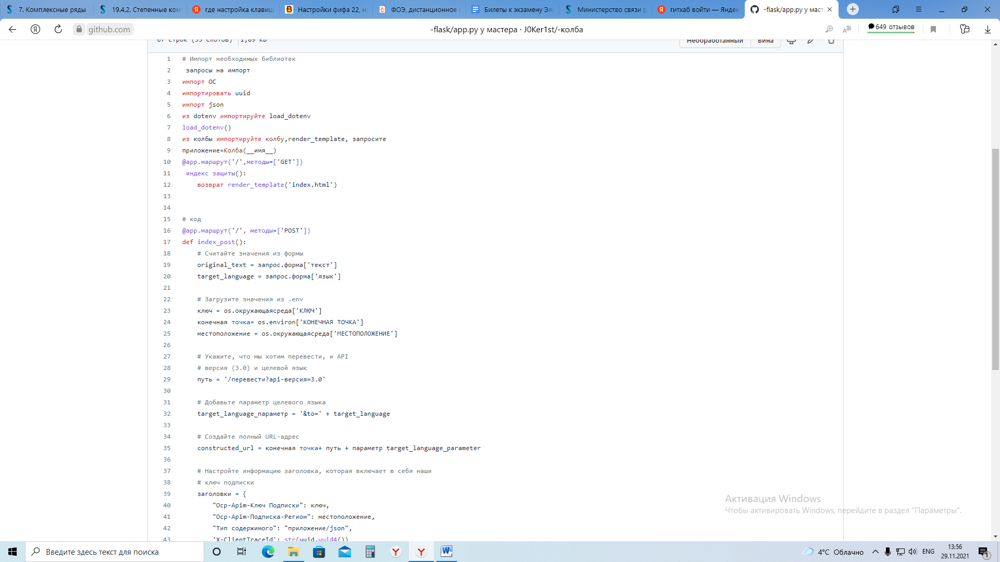 7. Комплексные ряды
19.4.2. Степенные ком
где настройка клавиш
Настройки фифа 22, н
ФОЭ, дистанционное
Билеты к экзамену Эле
Министерство связи р
гитхаб войти — Яндек
-flask/app.py у маст
github.com
-flask/app.py у мастера · J0Ker1st/-колба
649 отзывов
67 строк (55 слотов) 1,89 КБ
Необработанный
Вина
1 # Импорт необходимых библиотек
2 запросы на импорт
3 импорт ОС
4 импортировать uuid
5 импорт json
6 из dotenv импортируйте load_dotenv
7 load_dotenv()
8 из колбы импортируйте колбу,render_template, запросите
9 приложение=Колба(__имя__)
10 @app.маршрут('/',методы=['GET'])
11 индекс защиты():
12 возврат render_template('index.html')
13
14
15 # код
16 @app.маршрут('/', методы=['POST'])
17 def index_post():
18 # Считайте значения из формы
19 original_text = запрос.форма['текст']
20 target_language = запрос.форма['язык']
21
22 # Загрузите значения из .env
23 ключ = os.окружающаясреда['КЛЮЧ']
24 конечная точка= os.environ['КОНЕЧНАЯ ТОЧКА']
25 местоположение = os.окружающаясреда['МЕСТОПОЛОЖЕНИЕ']
26
27 # Укажите, что мы хотим перевести, и API
28 # версия (3.0) и целевой язык
29 путь = '/перевести?api-версия=3.0'
30
31 # Добавьте параметр целевого языка
32 target_language_параметр = '&to=' + target_language
33
34 # Создайте полный URL-адрес
35 constructed_url = конечная точка+ путь + параметр target_language_parameter
36
37 # Настройте информацию заголовка, которая включает в себя наши
38 # ключ подписки
39 заголовки = {
40 "Ocp-Apim-Ключ Подписки": ключ,
41 "Ocp-Apim-Подписка-Регион": местоположение,
42 "Тип содержимого": "приложение/json",
43 'X-ClientTraceId': str(uuid.uuid4())
Активация Windows
Чтобы активировать Windows, перейдите в раздел "Параметры".
Введите здесь текст для поиска
4°C Облачно
ENG
13:56
29.11.2021
1